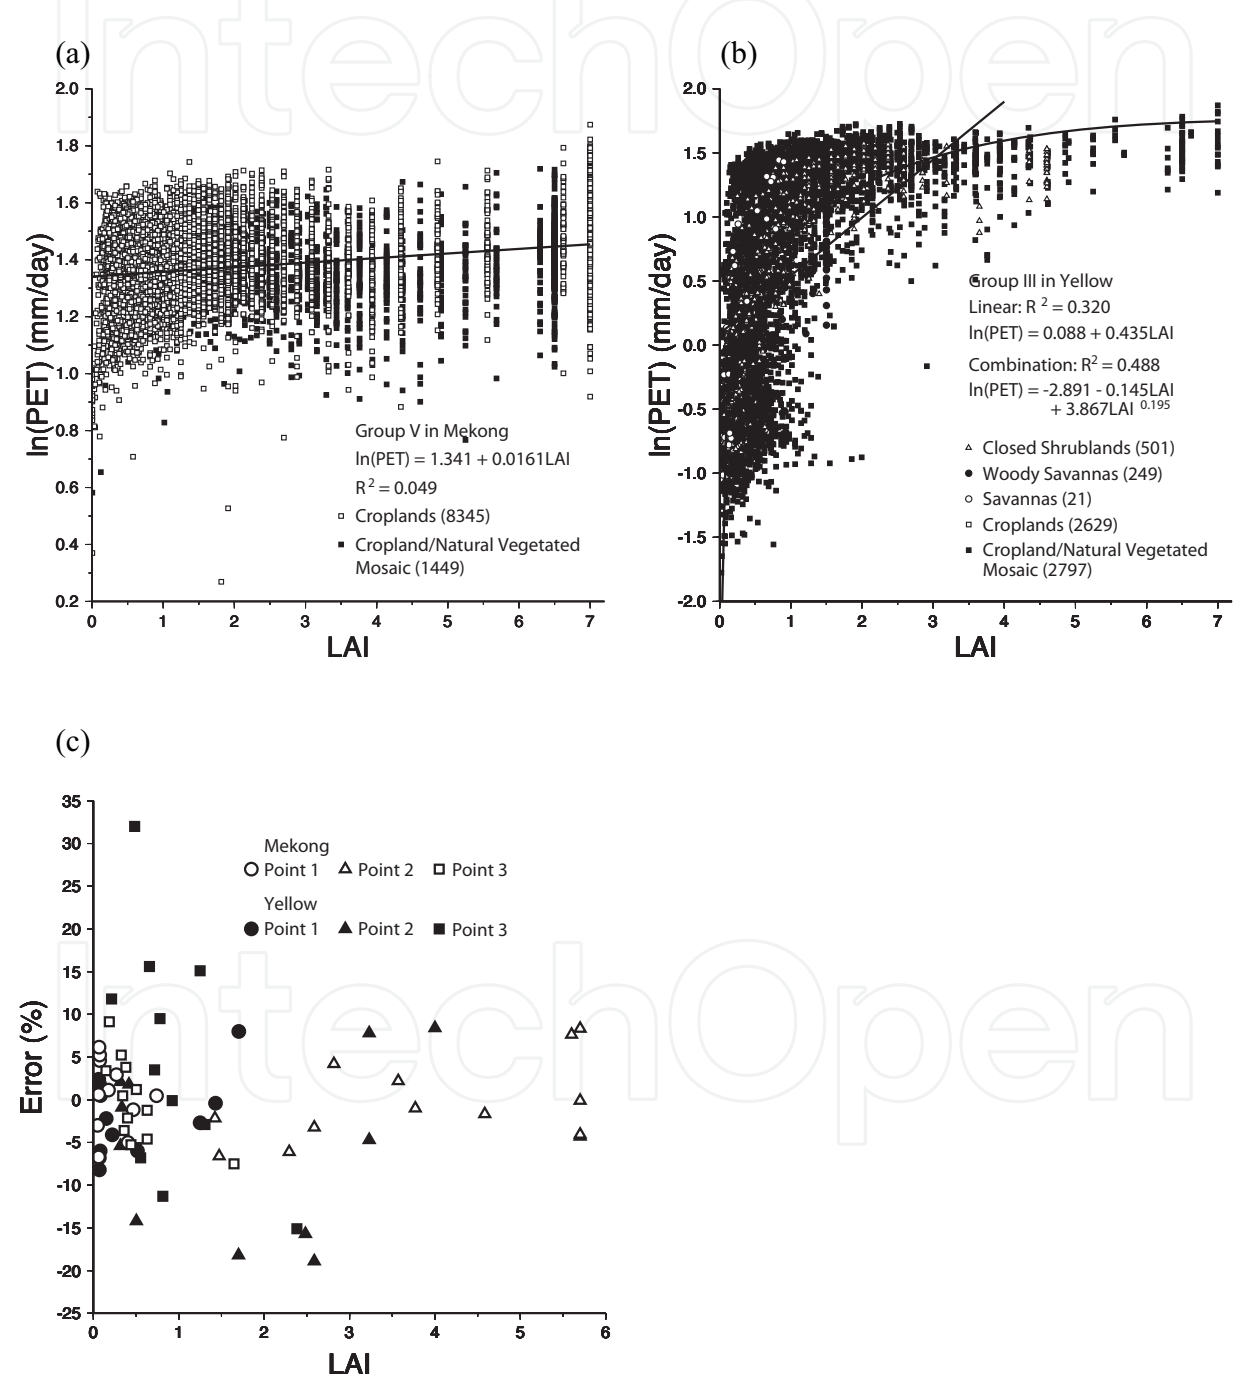 IntechOpen
(a)
2.0
1.8
1.6
1.4
1.2
1.0
0.8
0.6
0.4
0.2
ln(PET) (mm/day)
Group V in Mekong
ln(PET) = 1.341 + 0.0161LAI
R 2 = 0.049
Croplands (8345)
Cropland/Natural Vegetated
Mosaic (1449)
0 1 2 3 4 5 6 7
LAI
(b)
2.0
1.5
1.0
0.5
0.0
-0.5
-1.0
-1.5
-2.0
ln(PET) (mm/day)
Group III in Yellow
Linear: R 2 = 0.320
ln(PET) = 0.088 + 0.435LAI
Combination: R2 = 0.488
ln(PET) = -2.891 - 0.145LAI
+ 3.867LAI 0.195
Closed Shrublands (501)
Woody Savannas (249)
Savannas (21)
Croplands (2629)
Cropland/Natural Vegetated
Mosaic (2797)
0 1 2 3 4 5 6 7
LAI
(c)
35
30
25
20
15
10
5
0
-5
-10
-15
-20
-25
Error (%)
Mekong
Point 1 Point 2 Point 3
Yellow
Point 1 Point 2 Point 3
0 1 2 3 4 5 6
LAI
IntechOpen